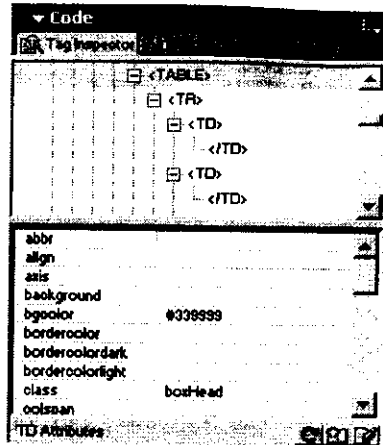 Code
Tag Inspector
<TABLE>
<TR>
<TD>
</TD>
<TD>
</TD>
abbr
align
axis
background
bgcolor #339999
bordercolor
bordercolordark
bordercolorlight
class boxHead
colspan
TD Attributes